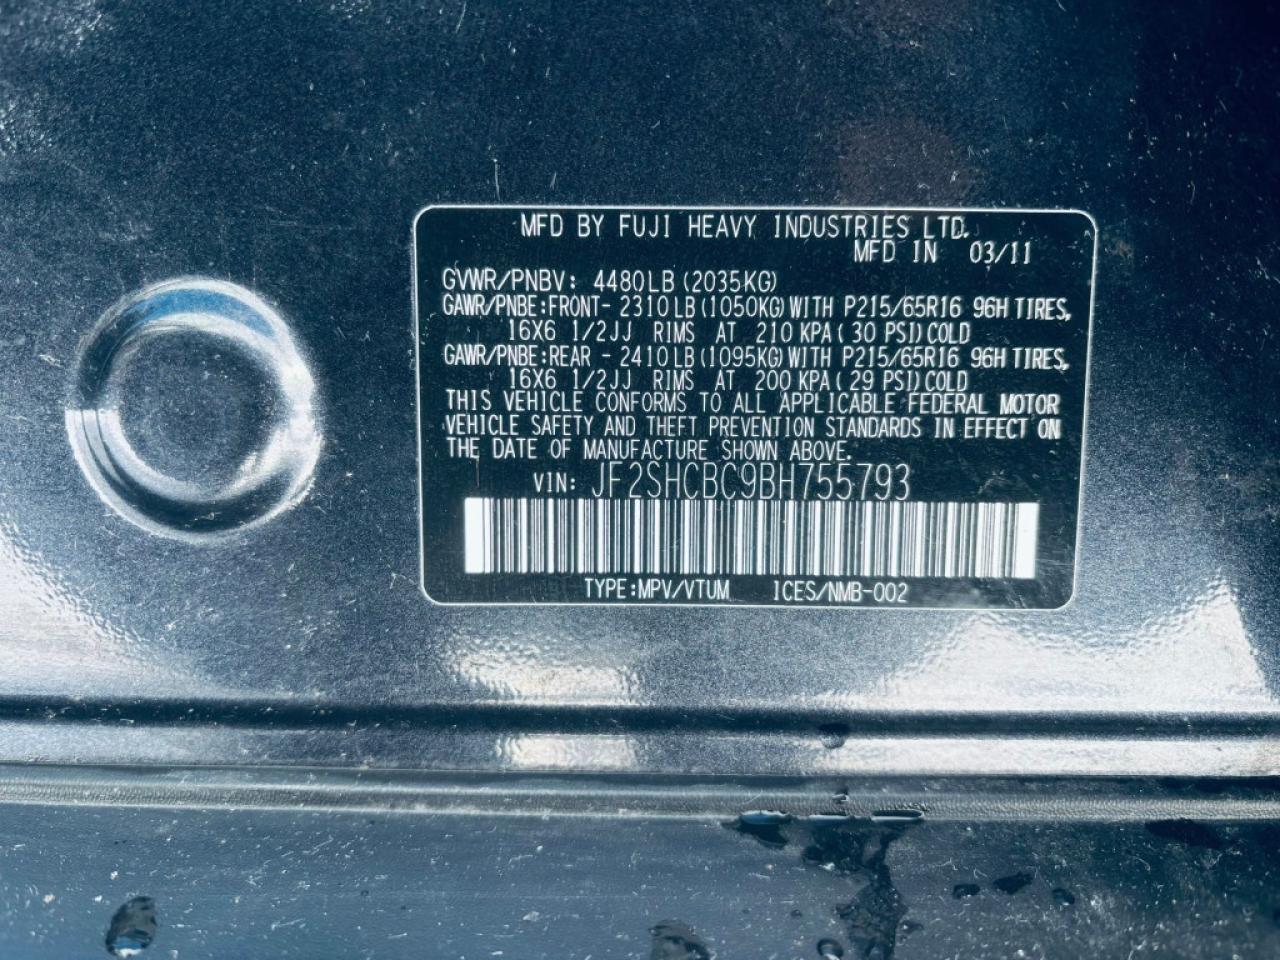 MFD BY FUJI HEAVY INDUSTRIES LTD.
MFD IN 03/11
GVWR/PNBV: 4480LB(2035KG)
GAWR/PNBE:FRONT- 2310LB(1050KG)WITH P215/65R16 96H TIRES,
16X6 1/2JJ RIMS AT 210 KPA(30 PSI)COLD
GAWR/PNBE:REAR - 2410LB(1095KG)WITH P215/65R16 96H TIRES,
16X6 1/2JJ RIMS AT 200 KPA(29 PSI)COLD
THIS VEHICLE CONFORMS TO ALL APPLICABLE FEDERAL MOTOR
VEHICLE SAFETY AND THEFT PREVENTION STANDARDS IN EFFECT ON
THE DATE OF MANUFACTURE SHOWN ABOVE.
VIN: JF2SHCBC9BH755793
TYPE:MPV/VTUM ICES/NMB-002